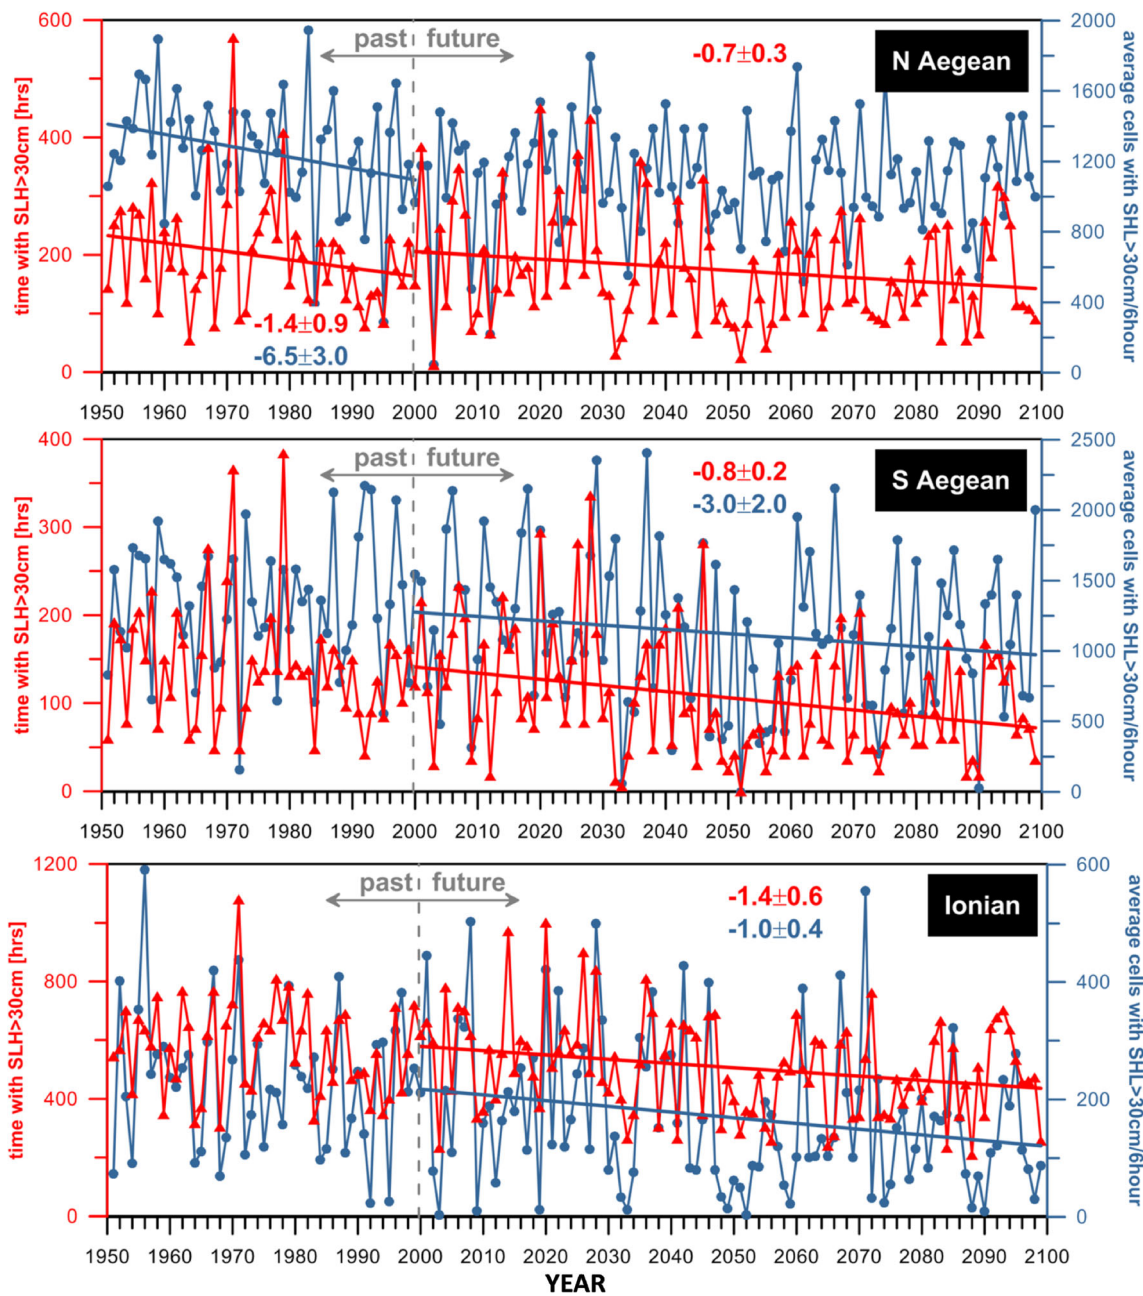 time with SLH>30cm [hrs]
600
400
200
0
past future
-0.7±0.3
N Aegean
-1.4±0.9
-6.5±3.0
2000
1600
1200
800
400
0
average cells with SHL>30cm/6hour
1950 1960 1970 1980 1990 2000 2010 2020 2030 2040 2050 2060 2070 2080 2090 2100
time with SLH>30cm [hrs]
400
300
200
100
0
past future
-0.8±0.2
-3.0±2.0
S Aegean
2500
2000
1500
1000
500
0
average cells with SHL>30cm/6hour
1950 1960 1970 1980 1990 2000 2010 2020 2030 2040 2050 2060 2070 2080 2090 2100
time with SLH>30cm [hrs]
1200
800
400
0
past future
-1.4±0.6
-1.0±0.4
Ionian
600
400
200
0
average cells with SHL>30cm/6hour
1950 1960 1970 1980 1990 2000 2010 2020 2030 2040 2050 2060 2070 2080 2090 2100
YEAR